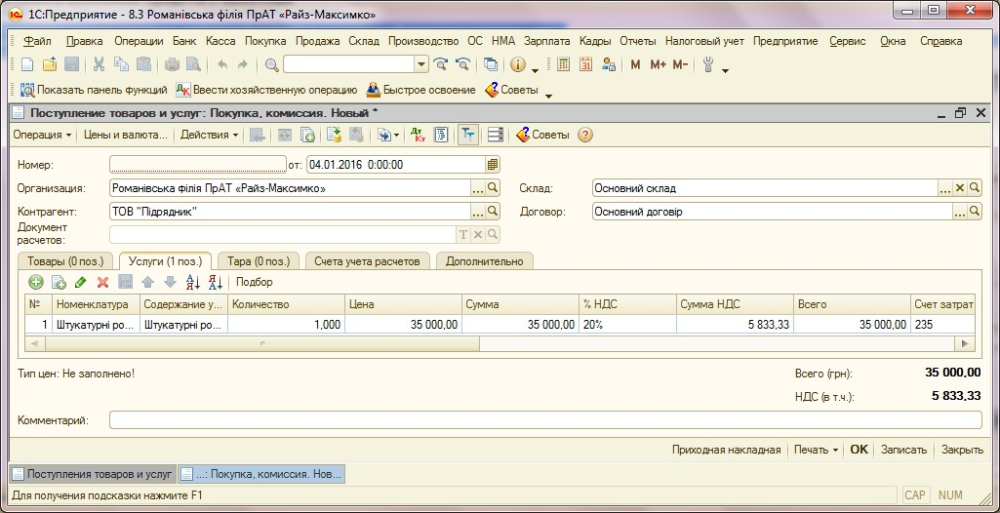 1С:Предприятие - 8.3 Романівська філія ПрАТ «Райз-Максимко»
Файл Правка Операции Банк Касса Покупка Продажа Склад Производство ОС НМА Зарплата Кадры Отчеты Налоговый учет Предприятие Сервис Окна Справка
M M+ M-
Показать панель функций Ввести хозяйственную операцию Быстрое освоение Советы
Поступление товаров и услуг: Покупка, комиссия. Новый *
Операция Цены и валюта... Действия Советы
Номер: от: 04.01.2016 0:00:00
Организация: Романівська філія ПрАТ «Райз-Максимко» ... Склад: Основний склад ...
Контрагент: ТОВ "Підрядник" ... Договор: Основний договір ...
Документ расчетов: T
Товары (0 поз.) Услуги (1 поз.) Тара (0 поз.) Счета учета расчетов Дополнительно
Подбор
№ Номенклатура Содержание у... Количество Цена Сумма % НДС Сумма НДС Всего Счет затрат
1 Штукатурні ро... Штукатурні ро... 1,000 35 000,00 35 000,00 20% 5 833,33 35 000,00 235
Тип цен: Не заполнено! Всего (грн): 35 000,00
НДС (в т.ч.): 5 833,33
Комментарий:
Приходная накладная Печать OK Записать Закрыть
Поступления товаров и услуг ...: Покупка, комиссия. Нов...
Для получения подсказки нажмите F1 CAP NUM